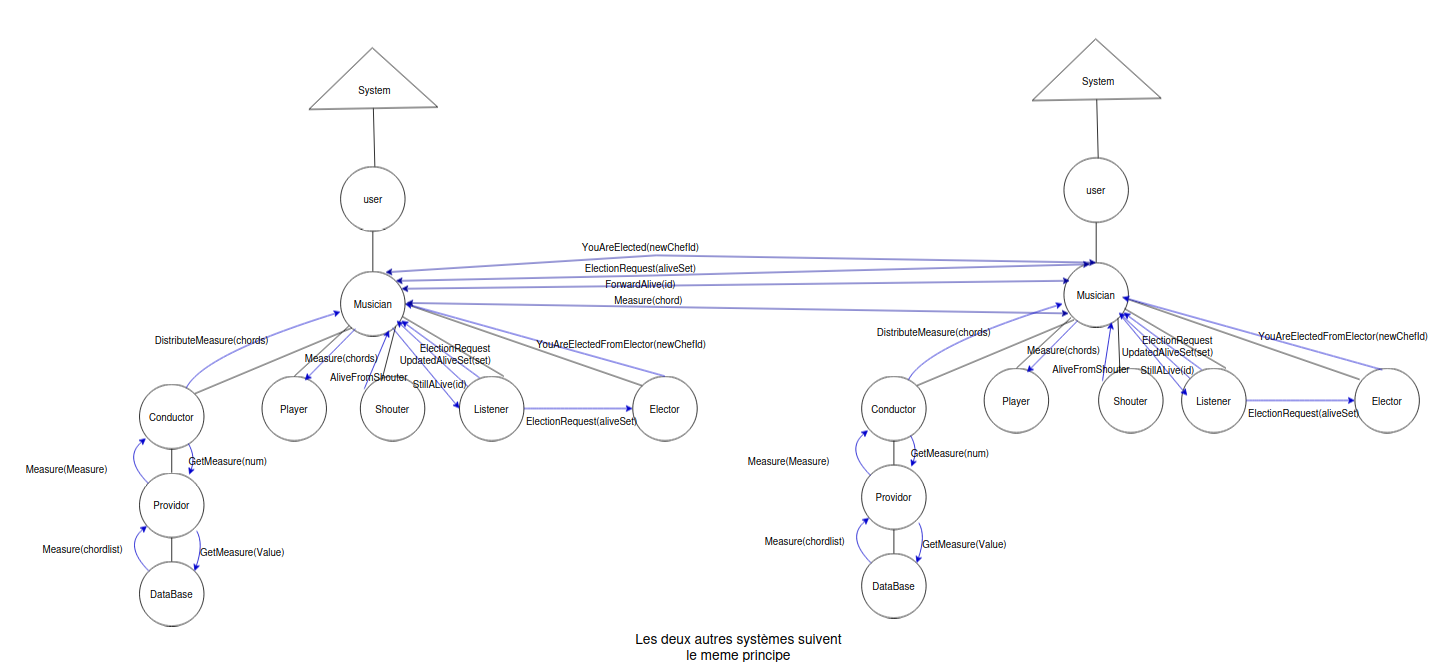 System
System
user
user
YouAreElected(newChefId)
ElectionRequest(aliveSet)
ForwardAlive(id)
Measure(chord)
Musician
Musician
DistributeMeasure(chords)
Measure(chords)
AliveFromShouter
ElectionRequest
UpdatedAliveSet(set)
StillALive(id)
YouAreElectedFromElector(newChefId)
DistributeMeasure(chords)
Measure(chords)
AliveFromShouter
ElectionRequest
UpdatedAliveSet(set)
StillALive(id)
YouAreElectedFromElector(newChefId)
Conductor
Player
Shouter
Listener
Elector
ElectionRequest(aliveSet)
Conductor
Player
Shouter
Listener
Elector
ElectionRequest(aliveSet)
Measure(Measure)
GetMeasure(num)
Measure(Measure)
GetMeasure(num)
Providor
Providor
Measure(chordlist)
GetMeasure(Value)
Measure(chordlist)
GetMeasure(Value)
DataBase
DataBase
Les deux autres systèmes suivent
le meme principe